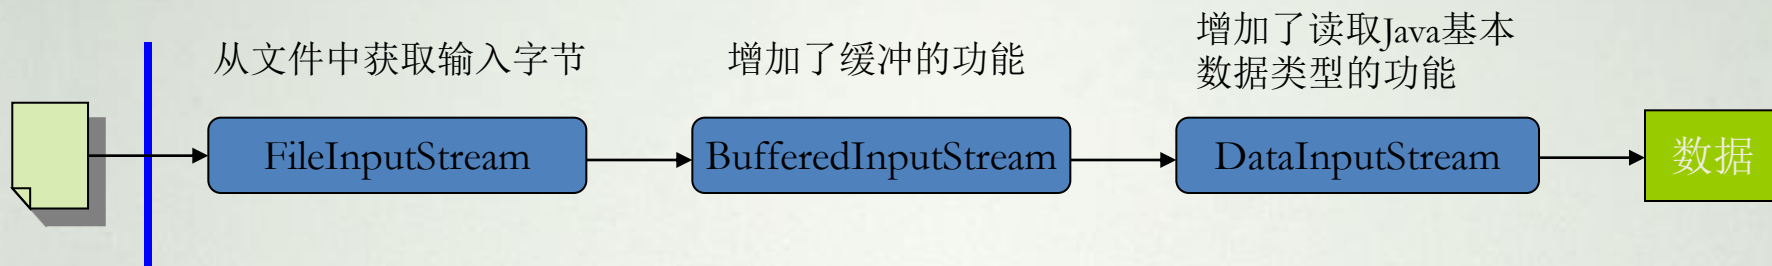 从文件中获取输入字节
增加了缓冲的功能
增加了读取Java基本
数据类型的功能
FileInputStream
BufferedInputStream
DataInputStream
数据